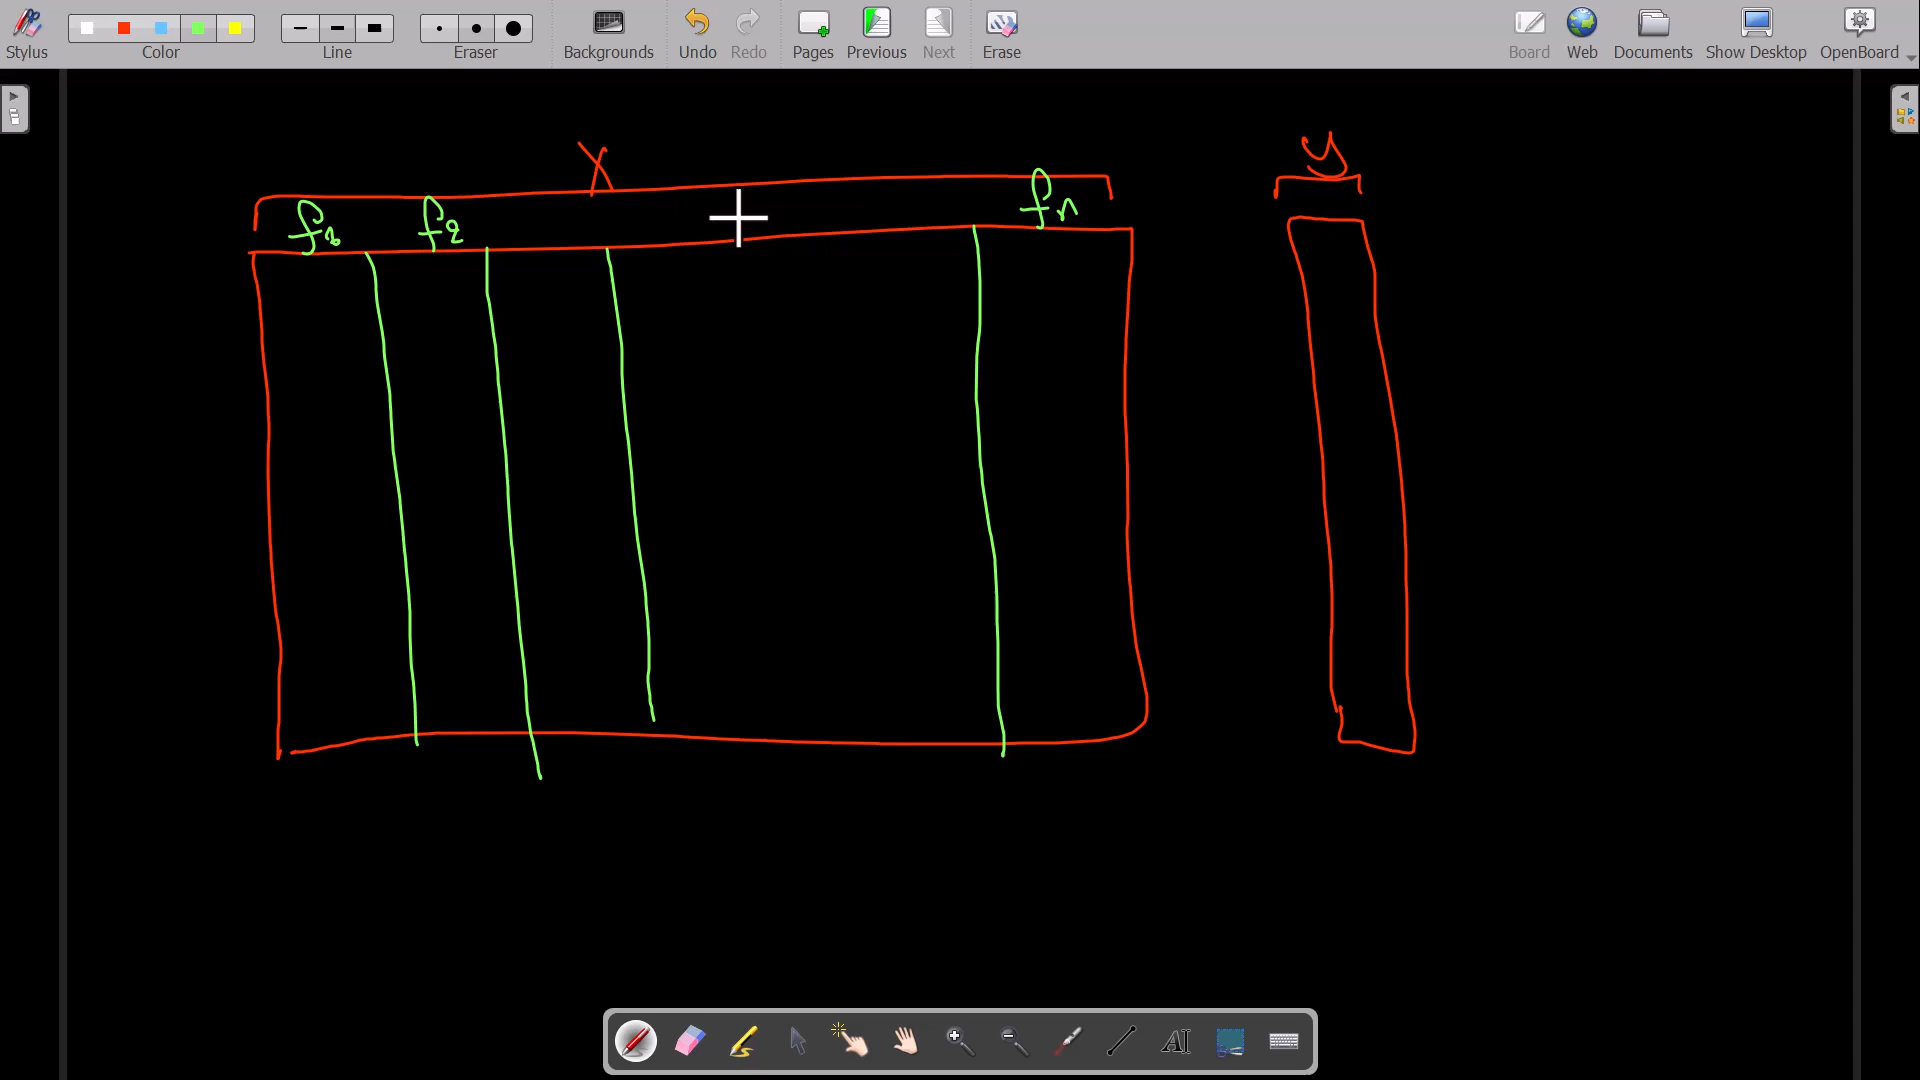 Stylus Color Line Eraser Backgrounds Undo Redo Pages Previous Next Erase Board Web Documents Show Desktop OpenBoard
X y
f f2 fn
AI